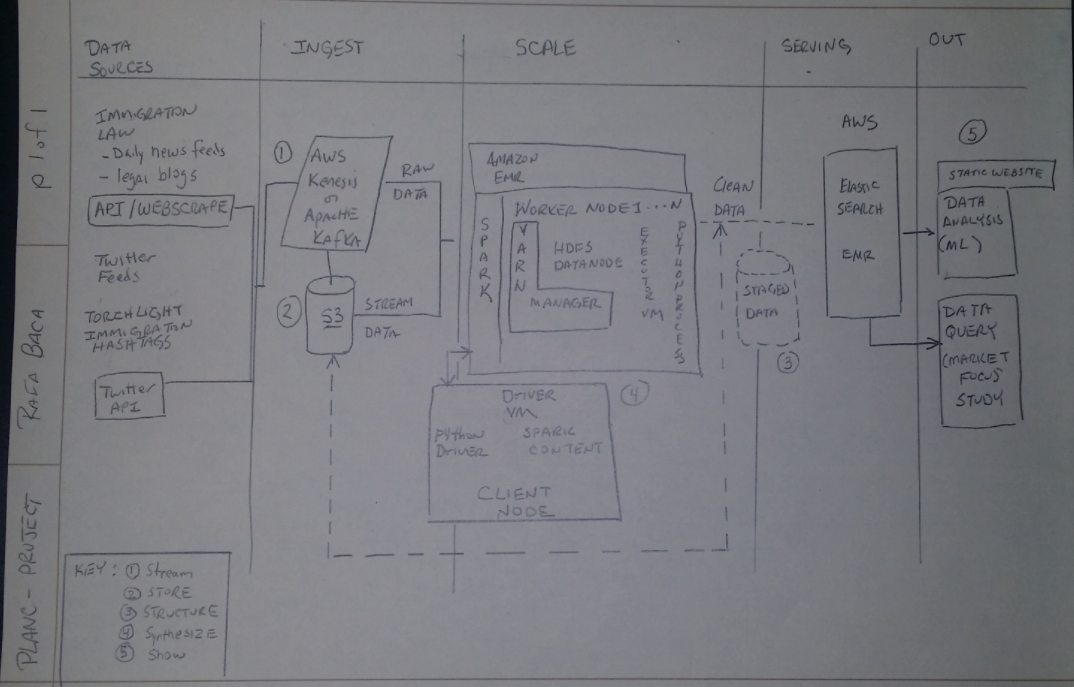 DATA
SOURCES
INGEST
SCALE
SERVING
OUT
IMMIGRATION
LAW
- Daily news feeds
- legal blogs
API/WEBSCRAPE
Twitter
Feeds
TORCHLIGHT
IMMIGRATION
HASHTAGS
Twitter
API
①
AWS
Kenesis
or
APACHE
KAFKA
RAW
DATA
②
S3
STREAM
DATA
AMAZON
EMR
SPARK
WORKER NODE 1 ... N
YARN
HDFS
DATANODE
MANAGER
EXECUTOR VM
PYTHON PROCESS
④
DRIVER
VM
Python
DRIVER
SPARK
CONTENT
CLIENT
NODE
CLEAN
DATA
STAGED
DATA
③
AWS
ELASTIC
SEARCH
EMR
⑤
STATIC WEBSITE
DATA
ANALYSIS
(ML)
DATA
QUERY
(MARKET
FOCUS
STUDY
KEY: ① Stream
② STORE
③ STRUCTURE
④ SyntheSIZE
⑤ Show
p 1 of 1
RAFA BACA
PLANC - PROJECT